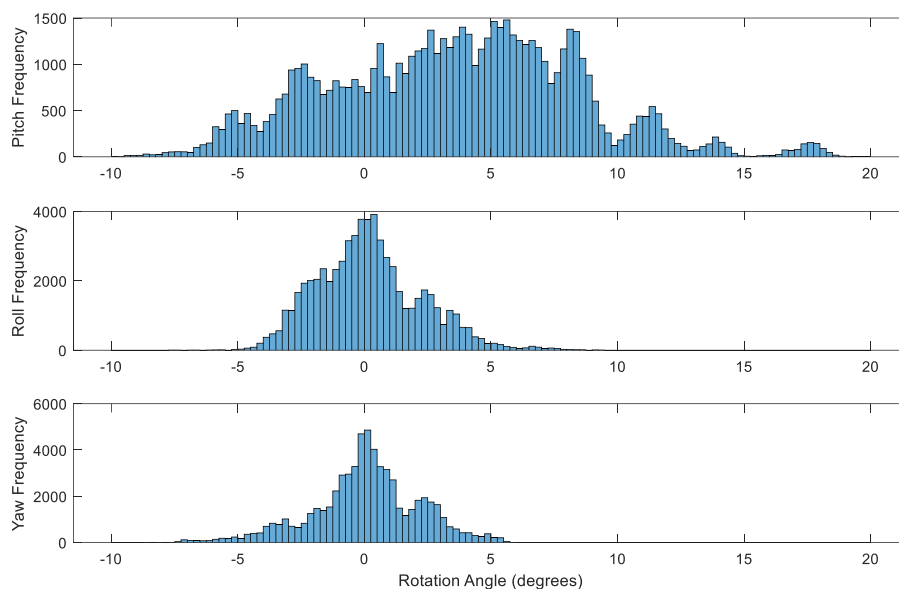 Pitch Frequency
1500
1000
500
0
-10 -5 0 5 10 15 20
Roll Frequency
4000
2000
0
-10 -5 0 5 10 15 20
Yaw Frequency
6000
4000
2000
0
-10 -5 0 5 10 15 20
Rotation Angle (degrees)